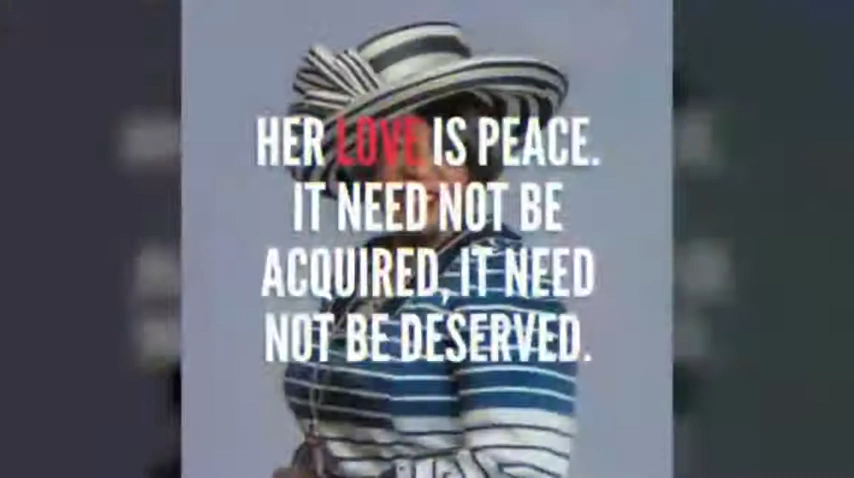 HER LOVE IS PEACE.
IT NEED NOT BE
ACQUIRED, IT NEED
NOT BE DESERVED.